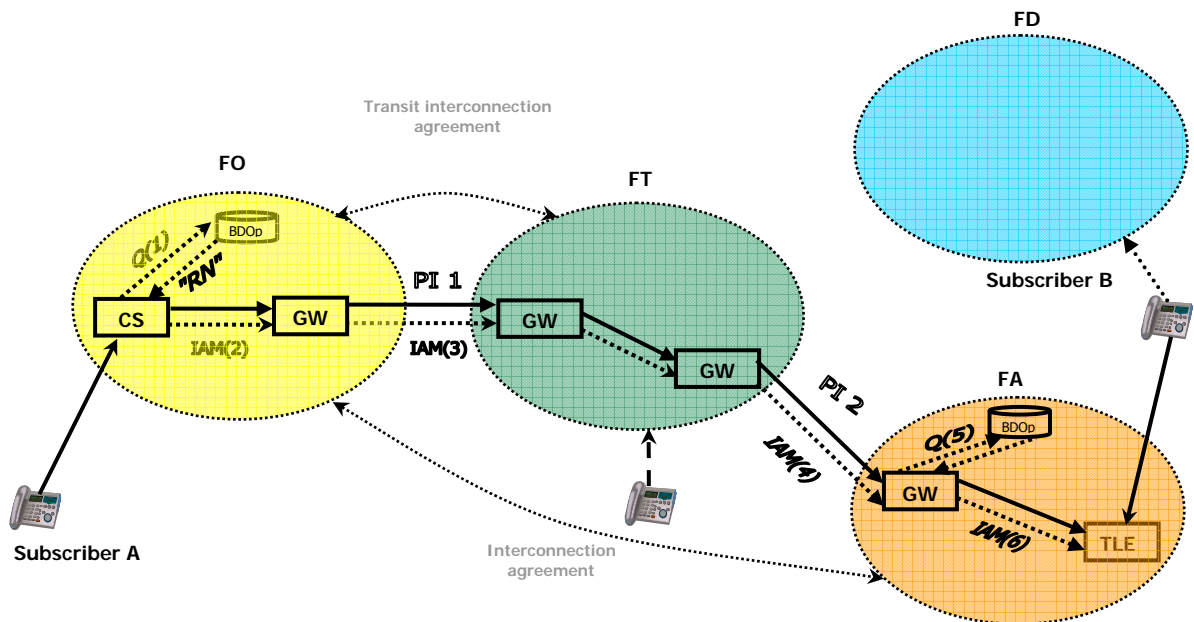 FD
Transit interconnection
agreement
FO
FT
BDOp
Q(1)
"RN"
PI 1
Subscriber B
CS
GW
GW
IAM(2)
IAM(3)
GW
PI 2
FA
BDOp
Q(5)
IAM(4)
GW
IAM(6)
TLE
Subscriber A
Interconnection
agreement